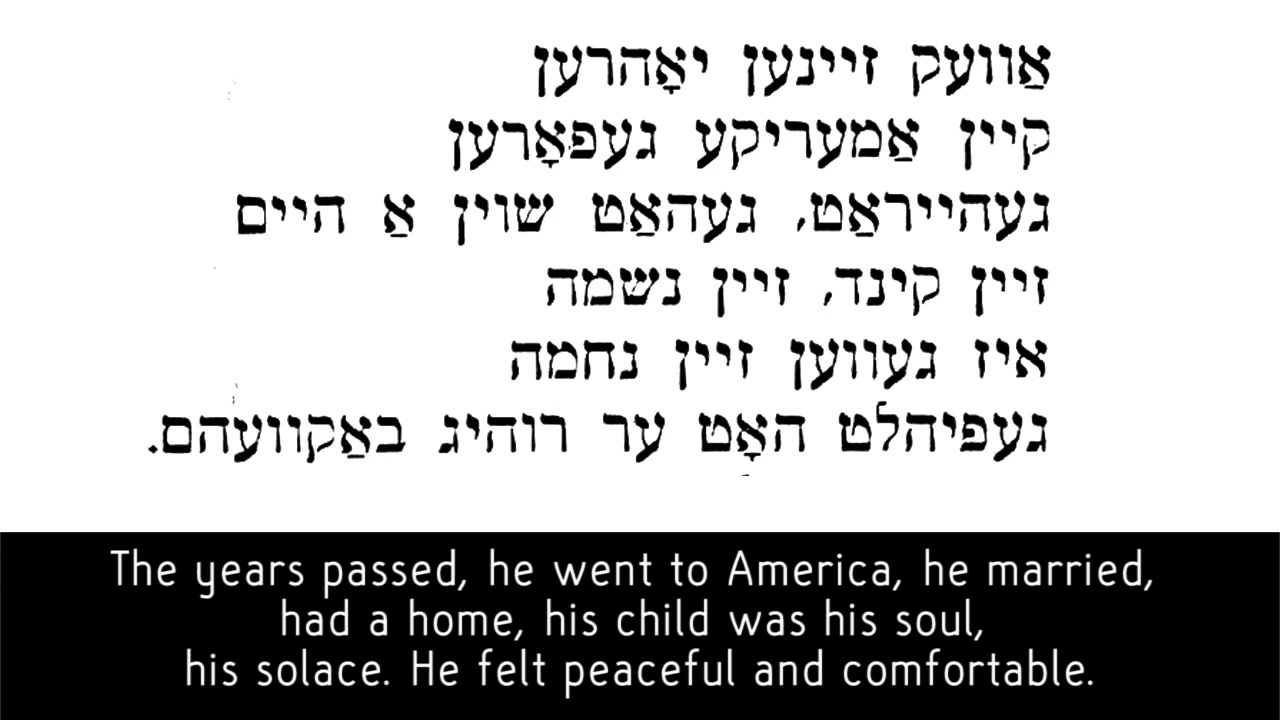 אַוועק זיינען יאָהרען
קיין אַמעריקע געפאָרען
געהייראַט, געהאַט שוין אַ היים
זיין קינד, זיין נשמה
איז געווען זיין נחמה
געפיהלט האָט ער רוהיג באַקוועהם.
The years passed, he went to America, he married,
had a home, his child was his soul,
his solace. He felt peaceful and comfortable.